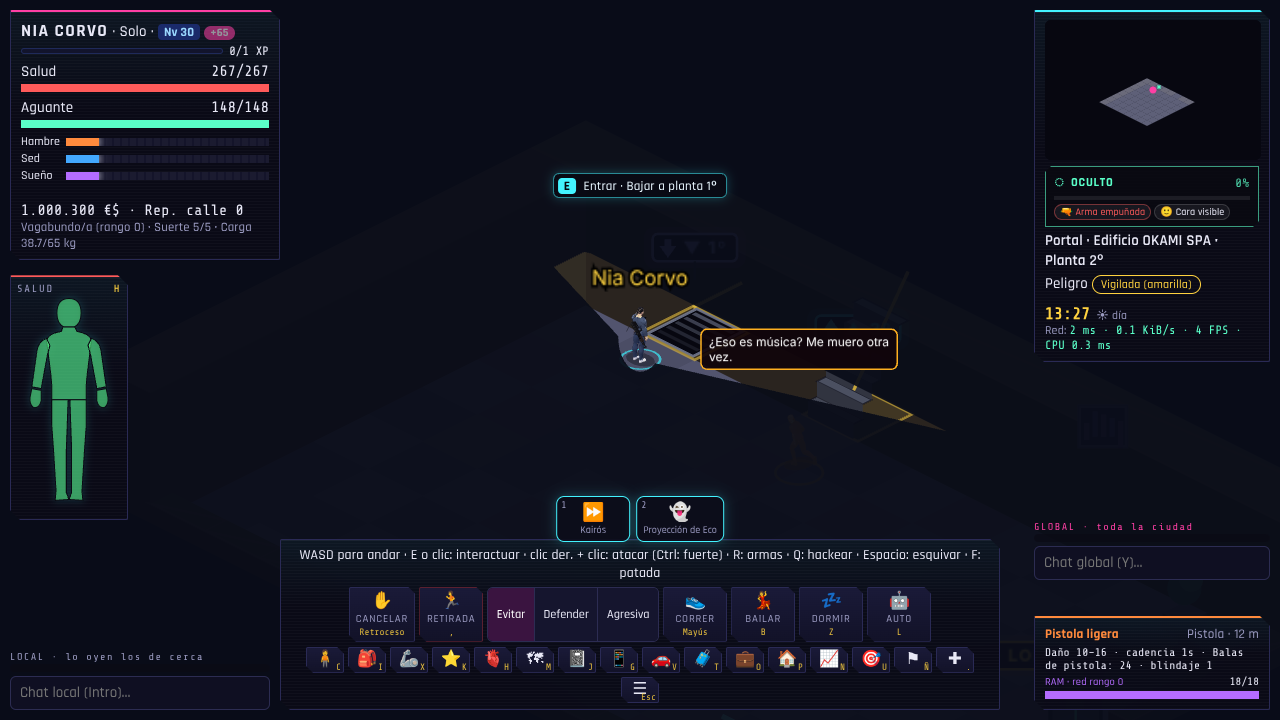 NIA CORVO · Solo · Nv 30 +65
0/1 XP
Salud 267/267
Aguante 148/148
Hambre
Sed
Sueño
1.000.300 €$ · Rep. calle 0
Vagabundo/a (rango 0) · Suerte 5/5 · Carga
38.7/65 kg
SALUD H
E Entrar · Bajar a planta 1º
1º
Nia Corvo
¿Eso es música? Me muero otra
vez.
OCULTO 0%
Arma empuñada Cara visible
Portal · Edificio OKAMI SPA ·
Planta 2º
Peligro Vigilada (amarilla)
13:27 día
Red: 2 ms · 0.1 KiB/s · 4 FPS ·
CPU 0.3 ms
1 Kairós
2 Proyección de Eco
WASD para andar · E o clic: interactuar · clic der. + clic: atacar (Ctrl: fuerte) · R: armas · Q: hackear · Espacio: esquivar · F:
patada
CANCELAR Retroceso
RETIRADA ,
Evitar Defender Agresiva
CORRER Mayús
BAILAR B
DORMIR Z
AUTO L
C I X K H M J G V T O P N U Ñ .
Esc
LOCAL · lo oyen los de cerca
Chat local (Intro)...
GLOBAL · toda la ciudad
Chat global (Y)...
Pistola ligera Pistola · 12 m
Daño 10–16 · cadencia 1s · Balas
de pistola: 24 · blindaje 1
RAM · red rango 0 18/18